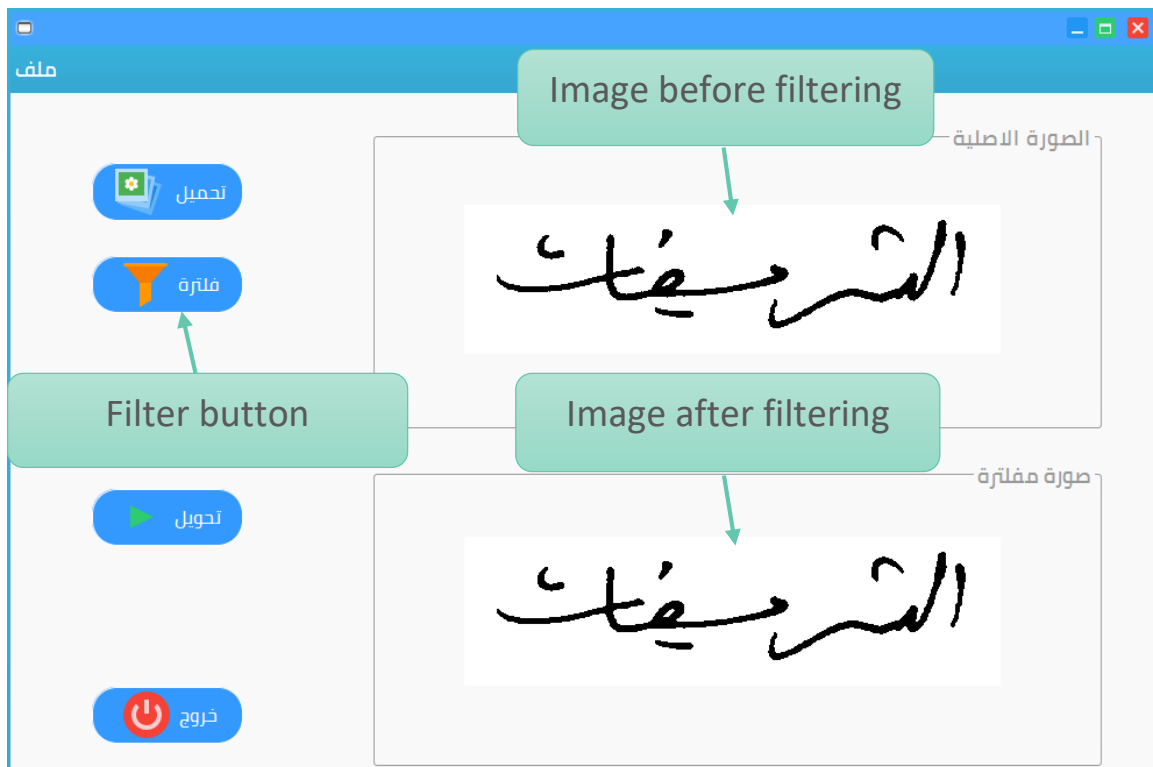 ملف
Image before filtering
الصورة الاصلية
تحميل
فلترة
Filter button
Image after filtering
صورة مفلترة
تحويل
خروج